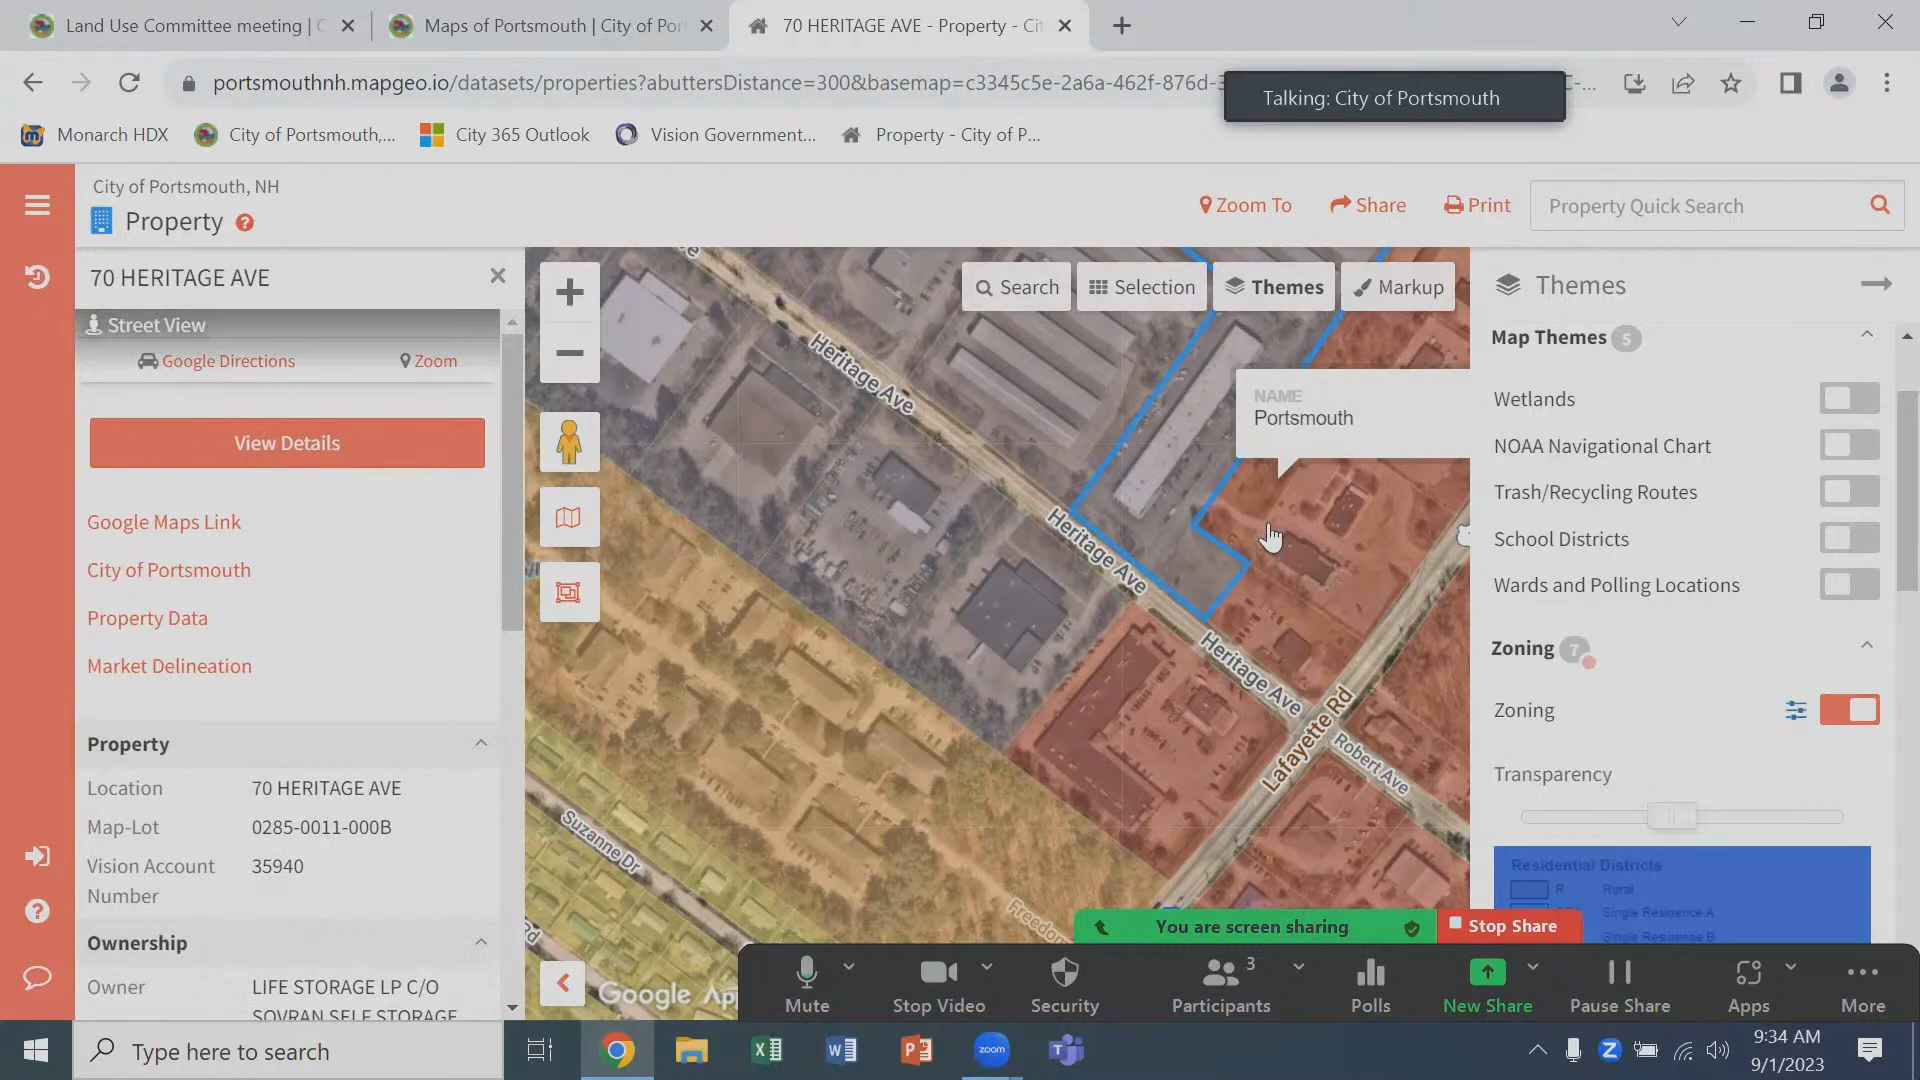 Land Use Committee meeting | C
Maps of Portsmouth | City of Por
70 HERITAGE AVE - Property - Cit
portsmouthnh.mapgeo.io/datasets/properties?abuttersDistance=300&basemap=c3345c5e-2a6a-462f-876d-3
Talking: City of Portsmouth
Monarch HDX
City of Portsmouth,...
City 365 Outlook
Vision Government...
Property - City of P...
City of Portsmouth, NH
Property
Zoom To
Share
Print
Property Quick Search
70 HERITAGE AVE
Street View
Google Directions
Zoom
View Details
Google Maps Link
City of Portsmouth
Property Data
Market Delineation
Property
Location 70 HERITAGE AVE
Map-Lot 0285-0011-000B
Vision Account 35940
Number
Ownership
Owner LIFE STORAGE LP C/O
SOVRAN SELF STORAGE
Search
Selection
Themes
Markup
NAME
Portsmouth
Heritage Ave
Heritage Ave
Heritage Ave
Lafayette Rd
Robert Ave
Suzanne Dr
Freedom
Rd
Google
Themes
Map Themes 5
Wetlands
NOAA Navigational Chart
Trash/Recycling Routes
School Districts
Wards and Polling Locations
Zoning 7
Zoning
Transparency
Residential Districts
R Rural
Single Residence A
Single Residence B
You are screen sharing
Stop Share
Mute
Stop Video
Security
Participants 3
Polls
New Share
Pause Share
Apps
More
Type here to search
zoom
9:34 AM
9/1/2023